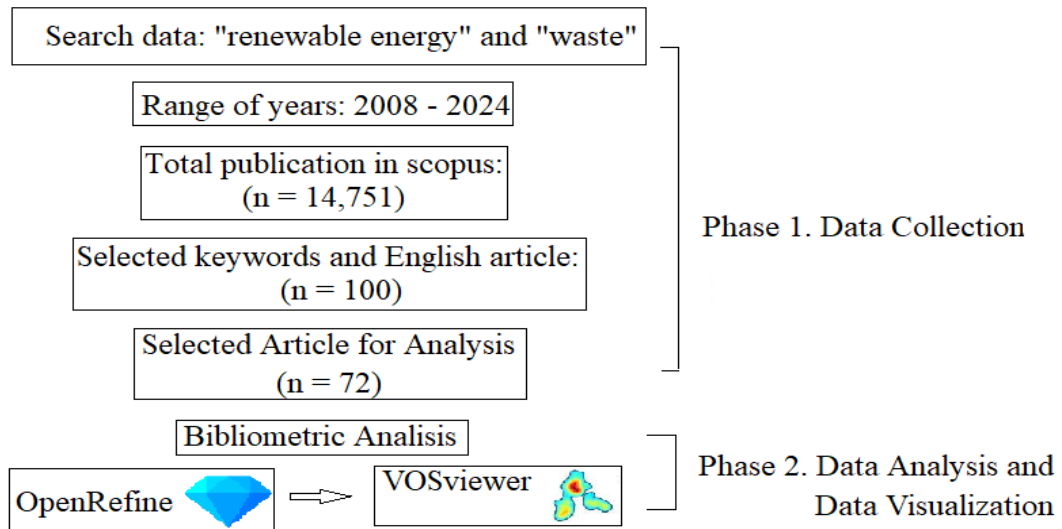 Search data: "renewable energy" and "waste"
Range of years: 2008 - 2024
Total publication in scopus:
(n = 14,751)
Selected keywords and English article:
(n = 100)
Selected Article for Analysis
(n = 72)
Phase 1. Data Collection
Bibliometric Analisis
OpenRefine
VOSviewer
Phase 2. Data Analysis and
Data Visualization